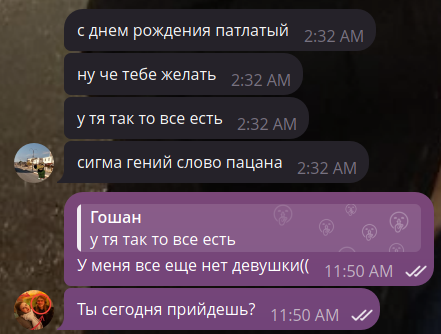 с днем рождения патлатый
2:32 AM
ну че тебе желать
2:32 AM
у тя так то все есть
2:32 AM
сигма гений слово пацана
2:32 AM
Гошан
у тя так то все есть
У меня все еще нет девушки((
11:50 AM
Ты сегодня прийдешь?
11:50 AM